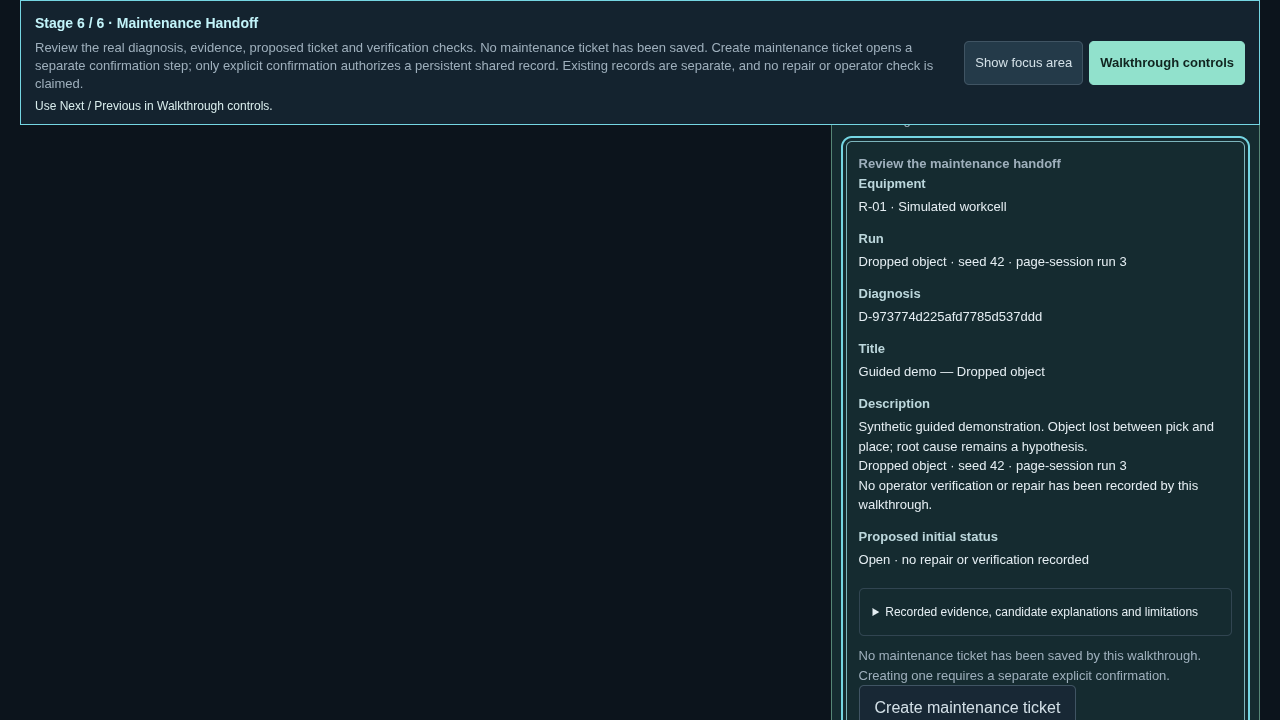 Stage 6 / 6 · Maintenance Handoff
Review the real diagnosis, evidence, proposed ticket and verification checks. No maintenance ticket has been saved. Create maintenance ticket opens a
separate confirmation step; only explicit confirmation authorizes a persistent shared record. Existing records are separate, and no repair or operator check is
claimed.
Use Next / Previous in Walkthrough controls.
Show focus area
Walkthrough controls
Review the maintenance handoff
Equipment
R-01 · Simulated workcell
Run
Dropped object · seed 42 · page-session run 3
Diagnosis
D-973774d225afd7785d537ddd
Title
Guided demo — Dropped object
Description
Synthetic guided demonstration. Object lost between pick and
place; root cause remains a hypothesis.
Dropped object · seed 42 · page-session run 3
No operator verification or repair has been recorded by this
walkthrough.
Proposed initial status
Open · no repair or verification recorded
Recorded evidence, candidate explanations and limitations
No maintenance ticket has been saved by this walkthrough.
Creating one requires a separate explicit confirmation.
Create maintenance ticket